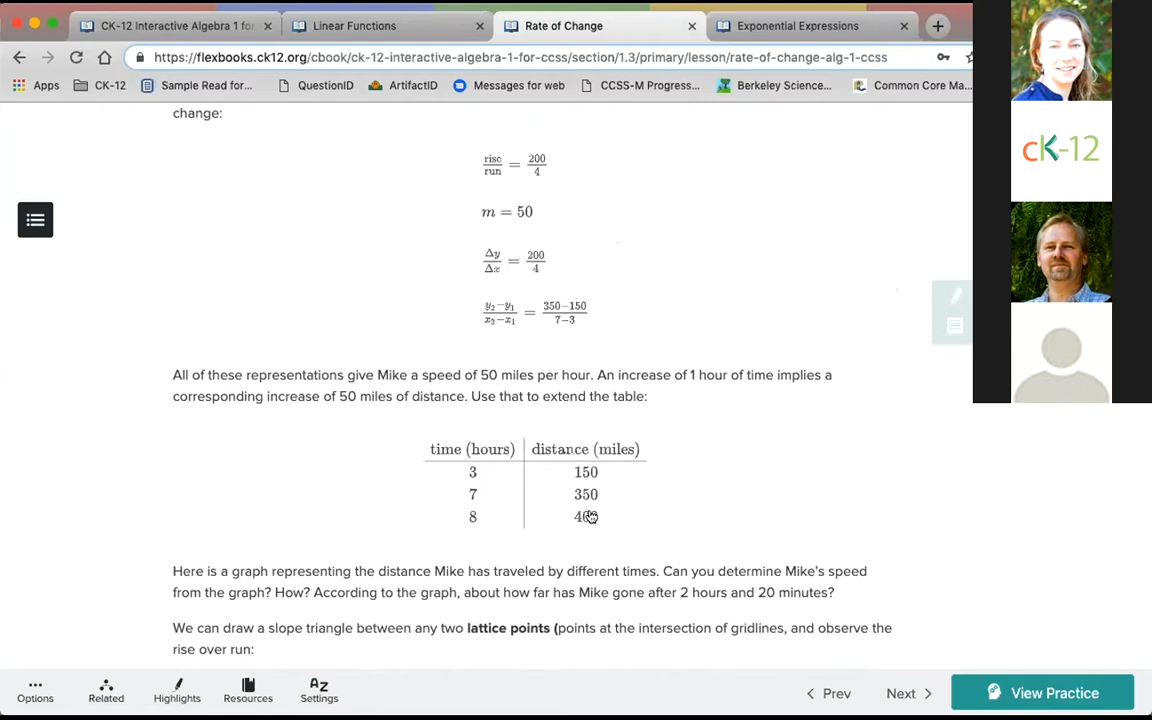 CK-12 Interactive Algebra 1 for
Linear Functions
Rate of Change
Exponential Expressions
https://flexbooks.ck12.org/cbook/ck-12-interactive-algebra-1-for-ccss/section/1.3/primary/lesson/rate-of-change-alg-1-ccss
Apps CK-12 Sample Read for... QuestionID ArtifactID Messages for web CCSS-M Progress... Berkeley Science... Common Core Ma...
change:
rise/run = 200/4
m = 50
Δy/Δx = 200/4
y₂−y₁/x₂−x₁ = 350−150/7−3
All of these representations give Mike a speed of 50 miles per hour. An increase of 1 hour of time implies a
corresponding increase of 50 miles of distance. Use that to extend the table:
time (hours) distance (miles)
3 150
7 350
8
Here is a graph representing the distance Mike has traveled by different times. Can you determine Mike's speed
from the graph? How? According to the graph, about how far has Mike gone after 2 hours and 20 minutes?
We can draw a slope triangle between any two lattice points (points at the intersection of gridlines, and observe the
rise over run:
Options Related Highlights Resources Settings Prev Next View Practice
cK-12